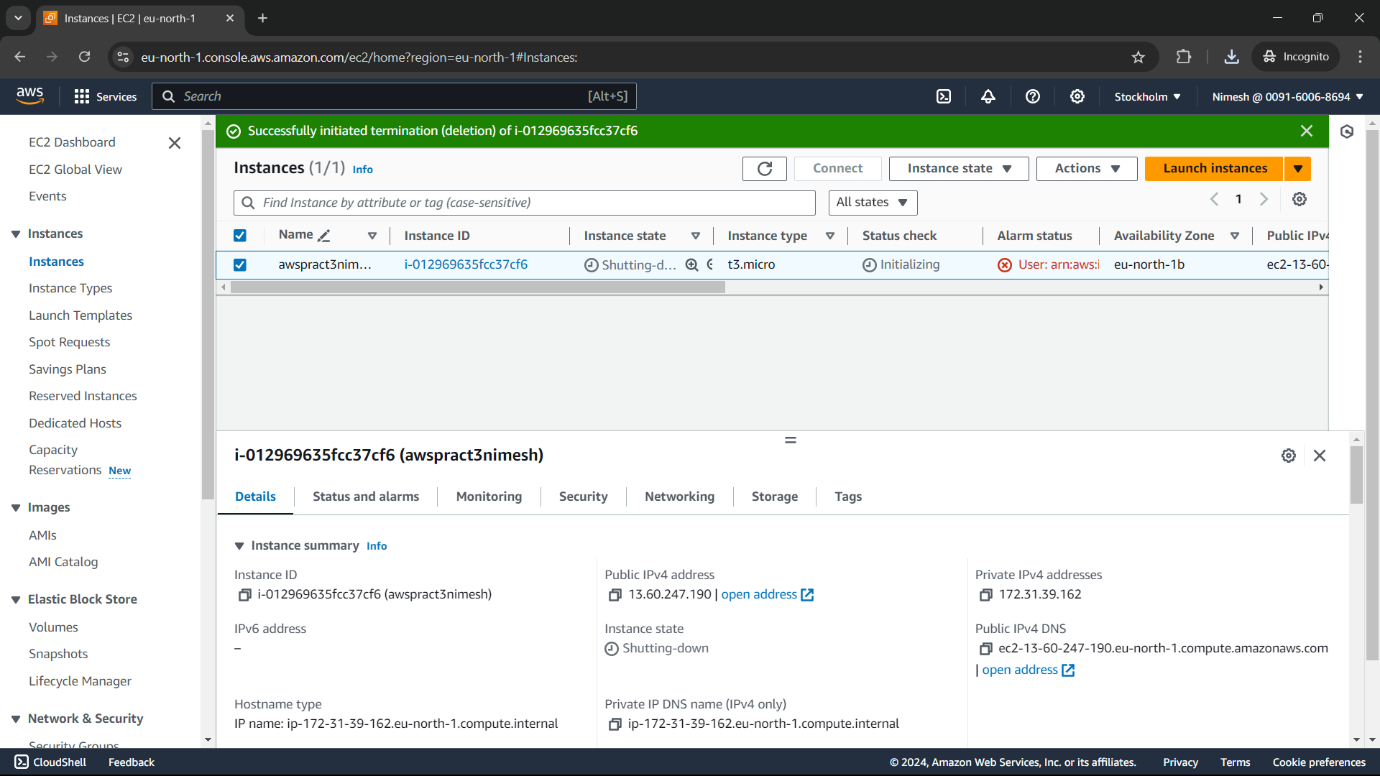 Instances | EC2 | eu-north-1
eu-north-1.console.aws.amazon.com/ec2/home?region=eu-north-1#Instances:
Incognito
aws
Services
Search
[Alt+S]
Stockholm
Nimesh @ 0091-6006-8694
EC2 Dashboard
EC2 Global View
Events
Instances
Instances
Instance Types
Launch Templates
Spot Requests
Savings Plans
Reserved Instances
Dedicated Hosts
Capacity
Reservations New
Images
AMIs
AMI Catalog
Elastic Block Store
Volumes
Snapshots
Lifecycle Manager
Network & Security
Security Groups
Successfully initiated termination (deletion) of i-012969635fcc37cf6
Instances (1/1) Info
Connect
Instance state
Actions
Launch instances
Find Instance by attribute or tag (case-sensitive)
All states
1
Name Instance ID Instance state Instance type Status check Alarm status Availability Zone Public IPv4
awspract3nim... i-012969635fcc37cf6 Shutting-d... t3.micro Initializing User: arn:aws:i eu-north-1b ec2-13-60-
i-012969635fcc37cf6 (awspract3nimesh)
Details Status and alarms Monitoring Security Networking Storage Tags
Instance summary Info
Instance ID
i-012969635fcc37cf6 (awspract3nimesh)
Public IPv4 address
13.60.247.190 | open address
Private IPv4 addresses
172.31.39.162
IPv6 address
–
Instance state
Shutting-down
Public IPv4 DNS
ec2-13-60-247-190.eu-north-1.compute.amazonaws.com
| open address
Hostname type
IP name: ip-172-31-39-162.eu-north-1.compute.internal
Private IP DNS name (IPv4 only)
ip-172-31-39-162.eu-north-1.compute.internal
CloudShell
Feedback
© 2024, Amazon Web Services, Inc. or its affiliates.
Privacy
Terms
Cookie preferences